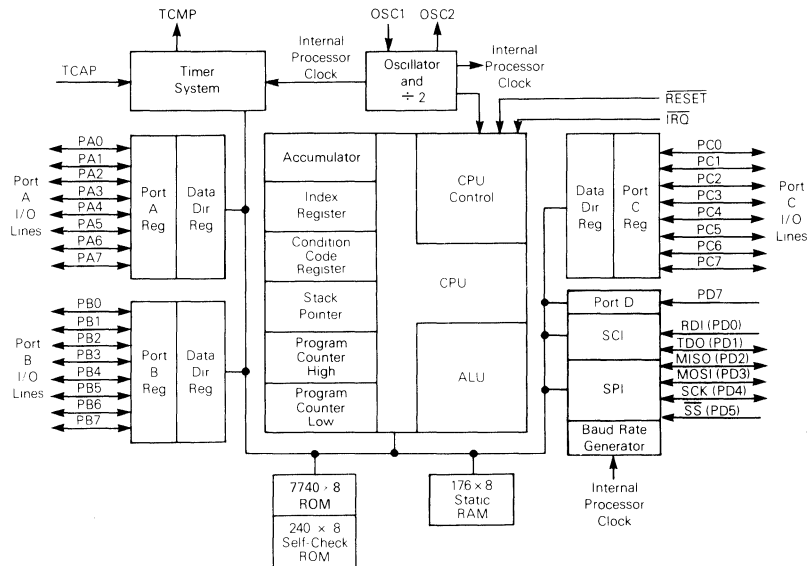 TCMP
OSC1
OSC2
TCAP
Timer
System
Internal
Processor
Clock
Oscillator
and
÷ 2
Internal
Processor
Clock
RESET
IRQ
Port
A
I/O
Lines
PA0
PA1
PA2
PA3
PA4
PA5
PA6
PA7
Port
A
Reg
Data
Dir
Reg
Port
B
I/O
Lines
PB0
PB1
PB2
PB3
PB4
PB5
PB6
PB7
Port
B
Reg
Data
Dir
Reg
Accumulator
Index
Register
Condition
Code
Register
Stack
Pointer
Program
Counter
High
Program
Counter
Low
CPU
Control
CPU
ALU
Data
Dir
Reg
Port
C
Reg
PC0
PC1
PC2
PC3
PC4
PC5
PC6
PC7
Port
C
I/O
Lines
Port D
SCI
SPI
Baud Rate
Generator
PD7
RDI (PD0)
TDO (PD1)
MISO (PD2)
MOSI (PD3)
SCK (PD4)
SS (PD5)
Internal
Processor
Clock
7740 × 8
ROM
240 × 8
Self-Check
ROM
176 × 8
Static
RAM